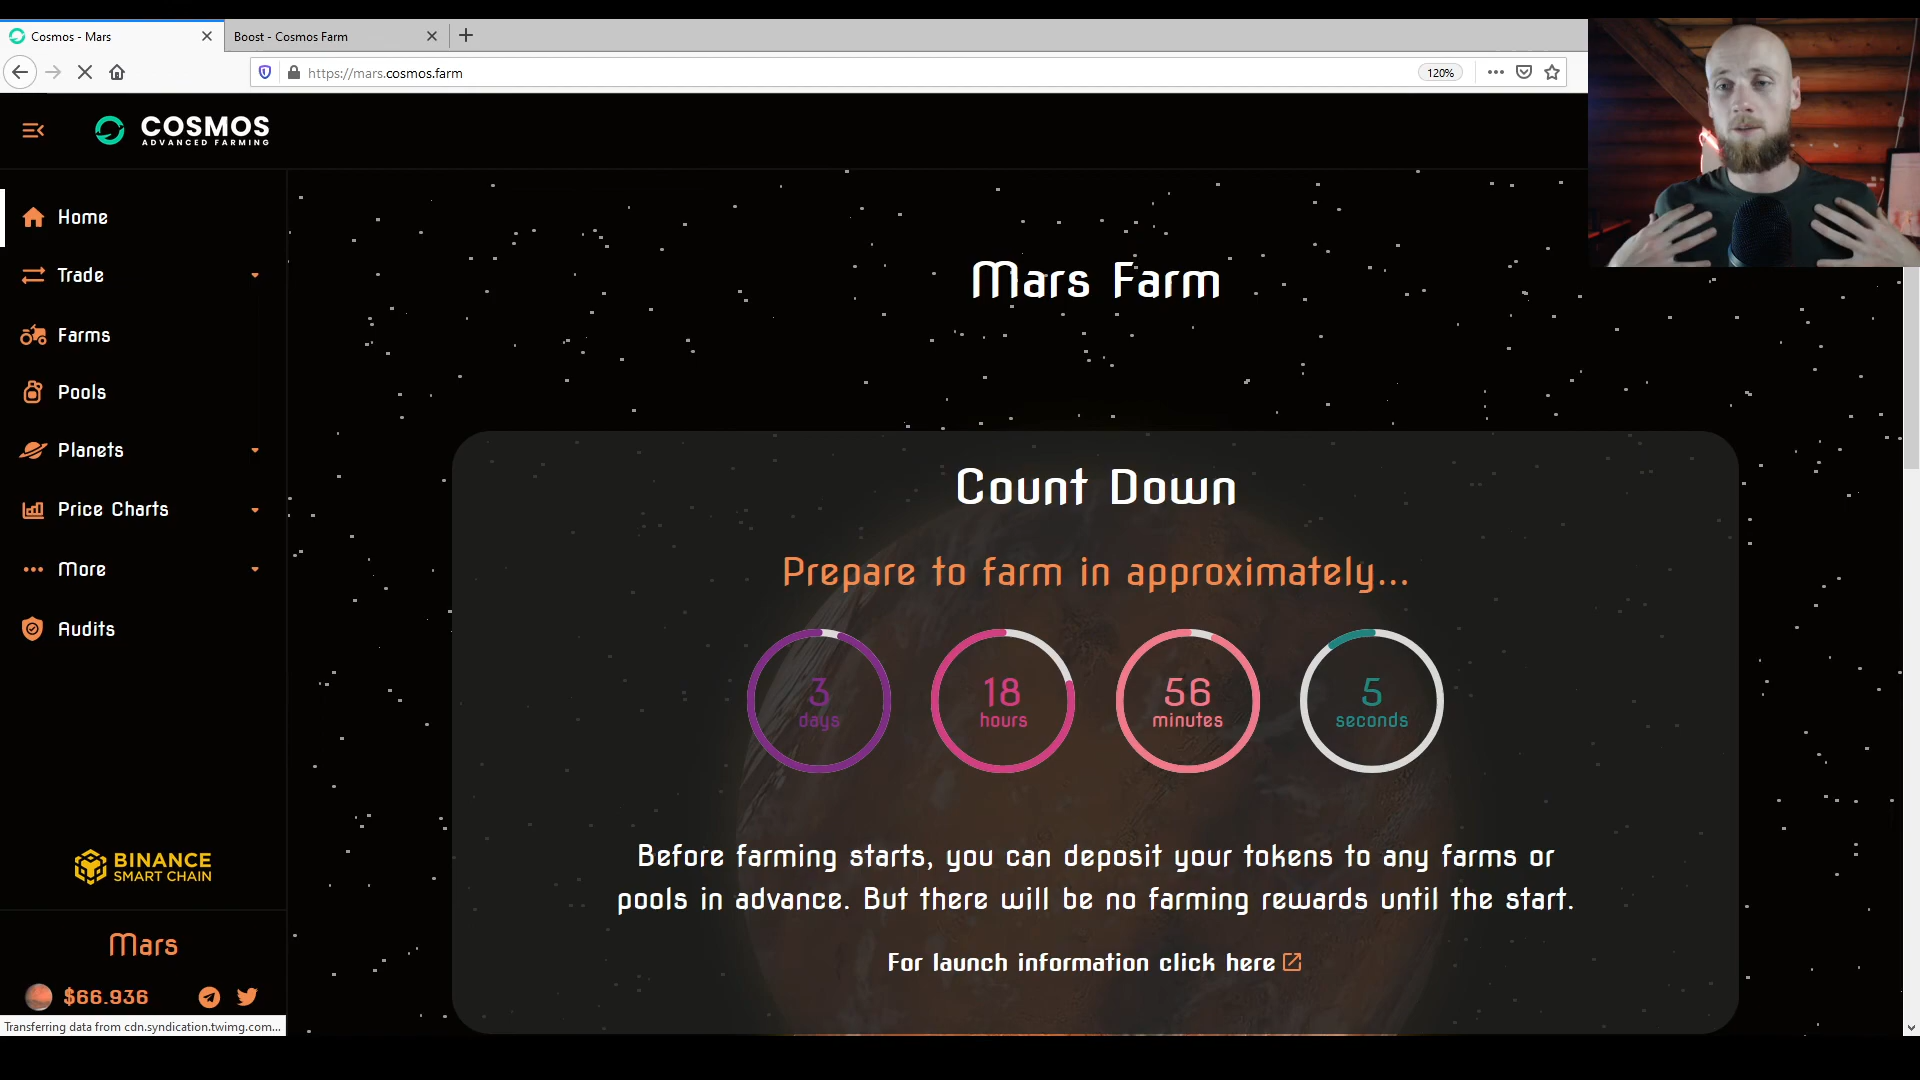 Cosmos - Mars
Boost - Cosmos Farm
https://mars.cosmos.farm
120%
COSMOS
ADVANCED FARMING
Home
Trade
Farms
Pools
Planets
Price Charts
More
Audits
BINANCE
SMART CHAIN
Mars
$66.936
Transferring data from cdn.syndication.twimg.com...
Mars Farm
Count Down
Prepare to farm in approximately...
3
days
18
hours
56
minutes
5
seconds
Before farming starts, you can deposit your tokens to any farms or
pools in advance. But there will be no farming rewards until the start.
For launch information click here